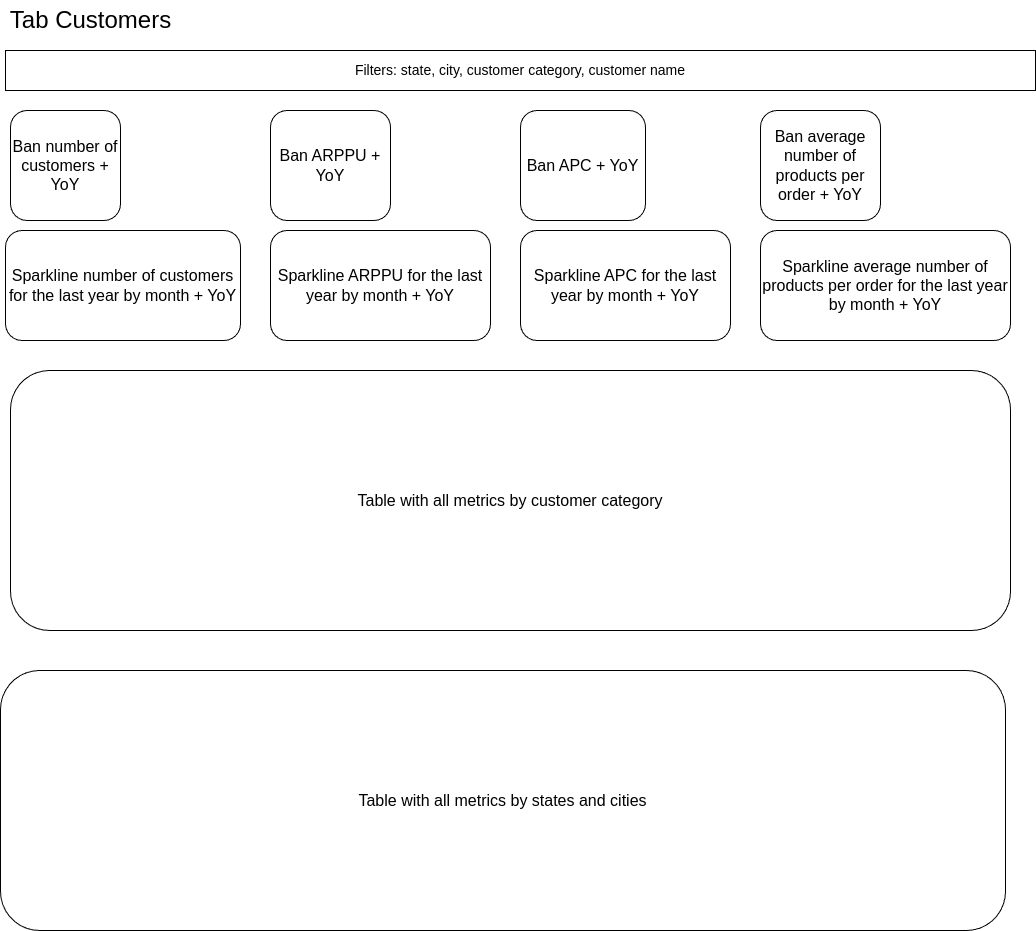 Tab Customers
Filters: state, city, customer category, customer name
Ban number of
customers +
YoY
Ban ARPPU +
YoY
Ban APC + YoY
Ban average
number of
products per
order + YoY
Sparkline number of customers
for the last year by month + YoY
Sparkline ARPPU for the last
year by month + YoY
Sparkline APC for the last
year by month + YoY
Sparkline average number of
products per order for the last year
by month + YoY
Table with all metrics by customer category
Table with all metrics by states and cities